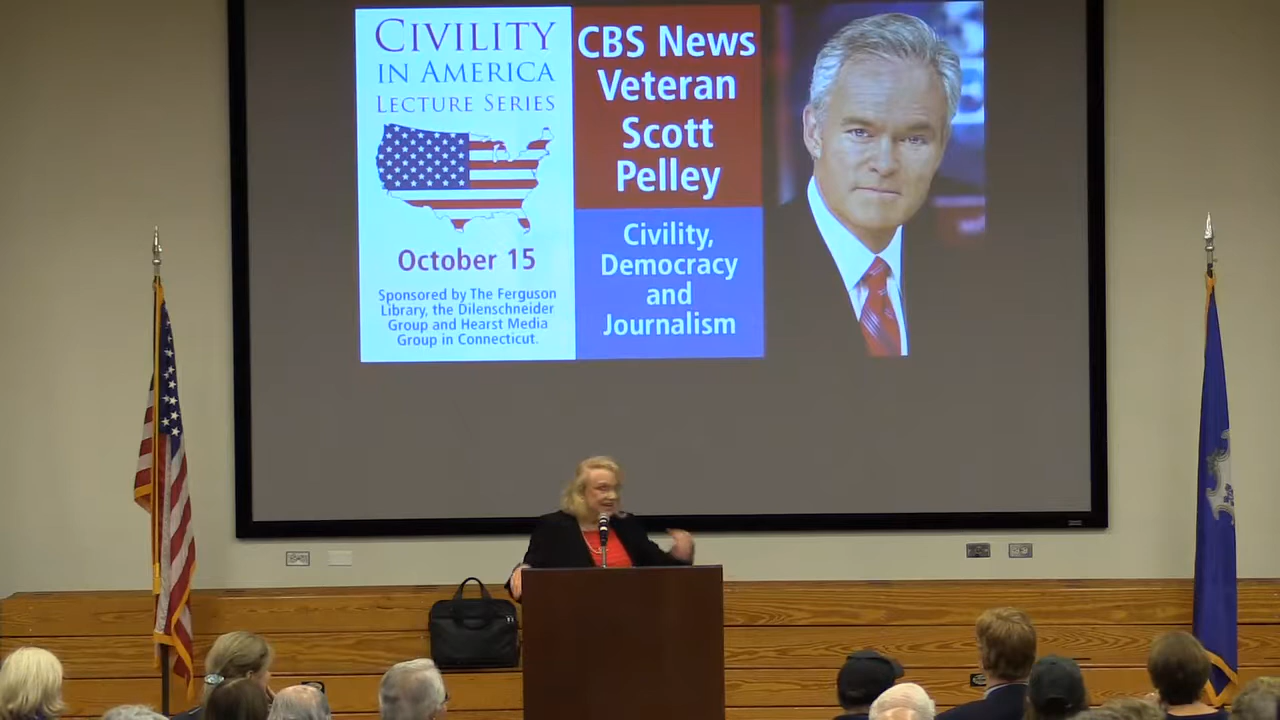 CIVILITY
IN AMERICA
LECTURE SERIES
October 15
Sponsored by The Ferguson
Library, the Dilenschneider
Group and Hearst Media
Group in Connecticut.
CBS News
Veteran
Scott
Pelley
Civility,
Democracy
and
Journalism